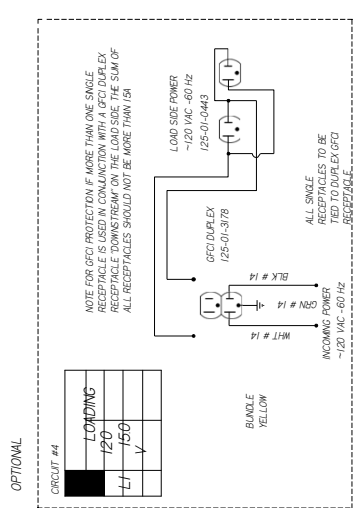 OPTIONAL
CIRCUIT #4
LOADING
120
L1 15.0
V
NOTE FOR GFCI PROTECTION IF MORE THAN ONE SINGLE
RECEPTACLE IS USED IN CONJUNCTION WITH A GFCI DUPLEX
RECEPTACLE "DOWNSTREAM" ON THE LOAD SIDE, THE SUM OF
ALL RECEPTACLES SHOULD NOT BE MORE THAN 15A
LOAD SIDE POWER
~120 VAC -60 Hz
125-01-0443
GFCI DUPLEX
125-01-3178
BUNDLE
YELLOW
WHT # 14
GRN # 14
BLK # 14
INCOMING POWER
~120 VAC -60 Hz
ALL SINGLE
RECEPTACLES TO BE
TIED TO DUPLEX GFCI
RECEPTACLE